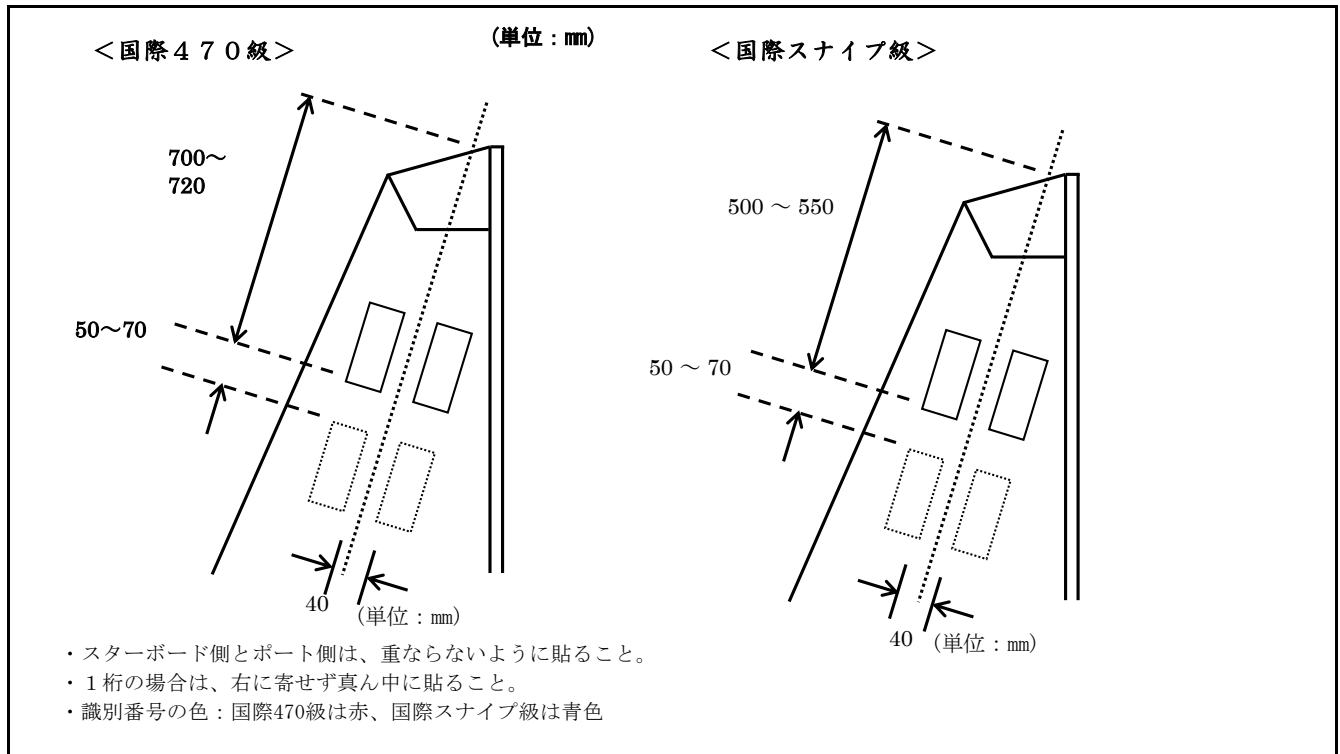 ＜国際４７０級＞
(単位：㎜)
＜国際スナイプ級＞
700～
720
500 ～ 550
50～70
50 ～ 70
40
(単位：㎜)
40
(単位：㎜)
・スターボード側とポート側は、重ならないように貼ること。
・１桁の場合は、右に寄せず真ん中に貼ること。
・識別番号の色：国際470級は赤、国際スナイプ級は青色